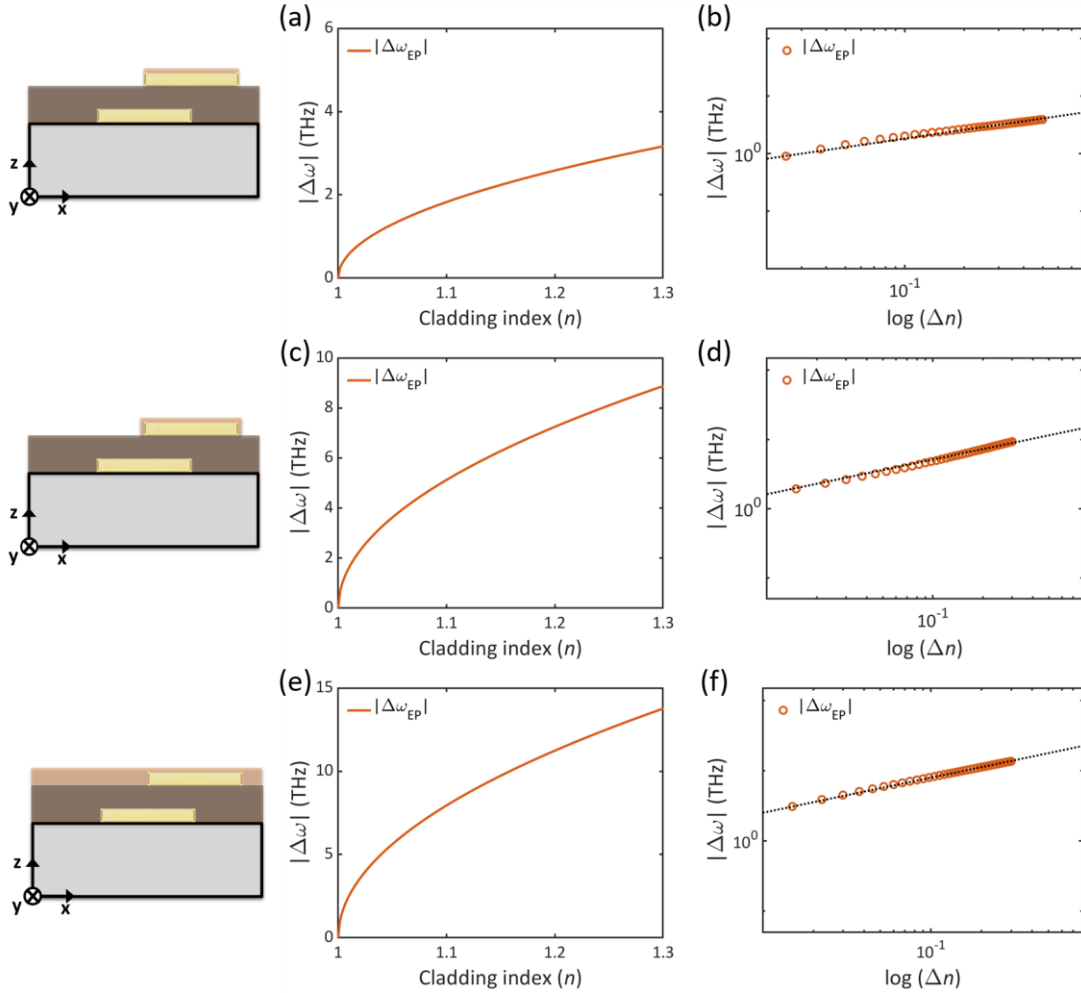 (a)
|Δω_EP|
|Δω| (THz)
6
4
2
0
1
1.1
1.2
1.3
Cladding index (n)
(b)
|Δω_EP|
|Δω| (THz)
10^0
10^-1
log (Δn)
z
y
x
(c)
|Δω_EP|
|Δω| (THz)
10
8
6
4
2
0
1
1.1
1.2
1.3
Cladding index (n)
(d)
|Δω_EP|
|Δω| (THz)
10^0
10^-1
log (Δn)
z
y
x
(e)
|Δω_EP|
|Δω| (THz)
15
10
5
0
1
1.1
1.2
1.3
Cladding index (n)
(f)
|Δω_EP|
|Δω| (THz)
10^0
10^-1
log (Δn)
z
y
x